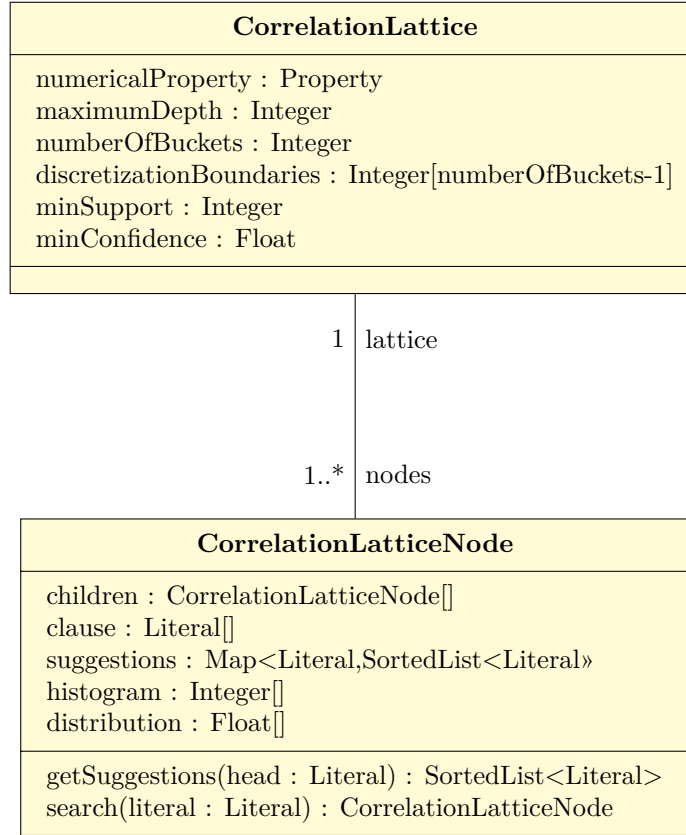 CorrelationLattice
numericalProperty : Property
maximumDepth : Integer
numberOfBuckets : Integer
discretizationBoundaries : Integer[numberOfBuckets-1]
minSupport : Integer
minConfidence : Float
1 lattice
1..* nodes
CorrelationLatticeNode
children : CorrelationLatticeNode[]
clause : Literal[]
suggestions : Map<Literal,SortedList<Literal»
histogram : Integer[]
distribution : Float[]
getSuggestions(head : Literal) : SortedList<Literal>
search(literal : Literal) : CorrelationLatticeNode